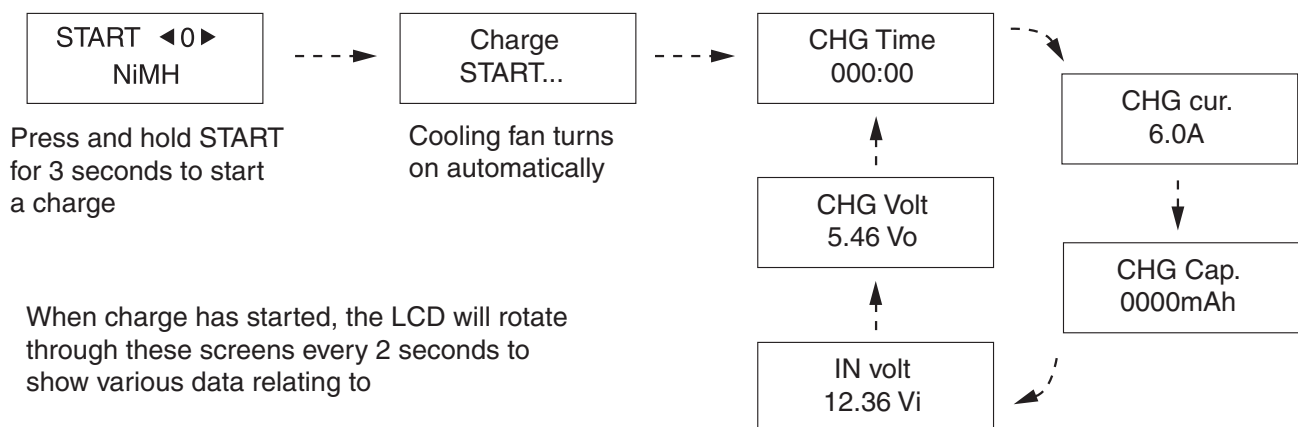 START ◀0▶
NiMH
Press and hold START
for 3 seconds to start
a charge
Charge
START...
Cooling fan turns
on automatically
CHG Time
000:00
CHG cur.
6.0A
CHG Cap.
0000mAh
IN volt
12.36 Vi
CHG Volt
5.46 Vo
When charge has started, the LCD will rotate
through these screens every 2 seconds to
show various data relating to